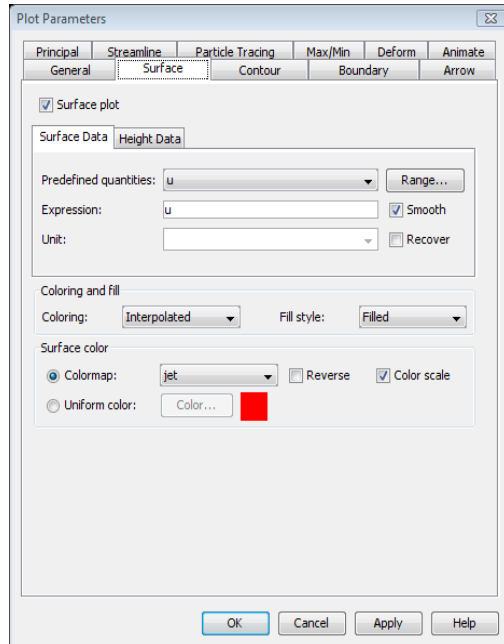 Plot Parameters
Principal Streamline Particle Tracing Max/Min Deform Animate
General Surface Contour Boundary Arrow
Surface plot
Surface Data Height Data
Predefined quantities: u Range...
Expression: u Smooth
Unit: Recover
Coloring and fill
Coloring: Interpolated Fill style: Filled
Surface color
Colormap: jet Reverse Color scale
Uniform color: Color...
OK Cancel Apply Help